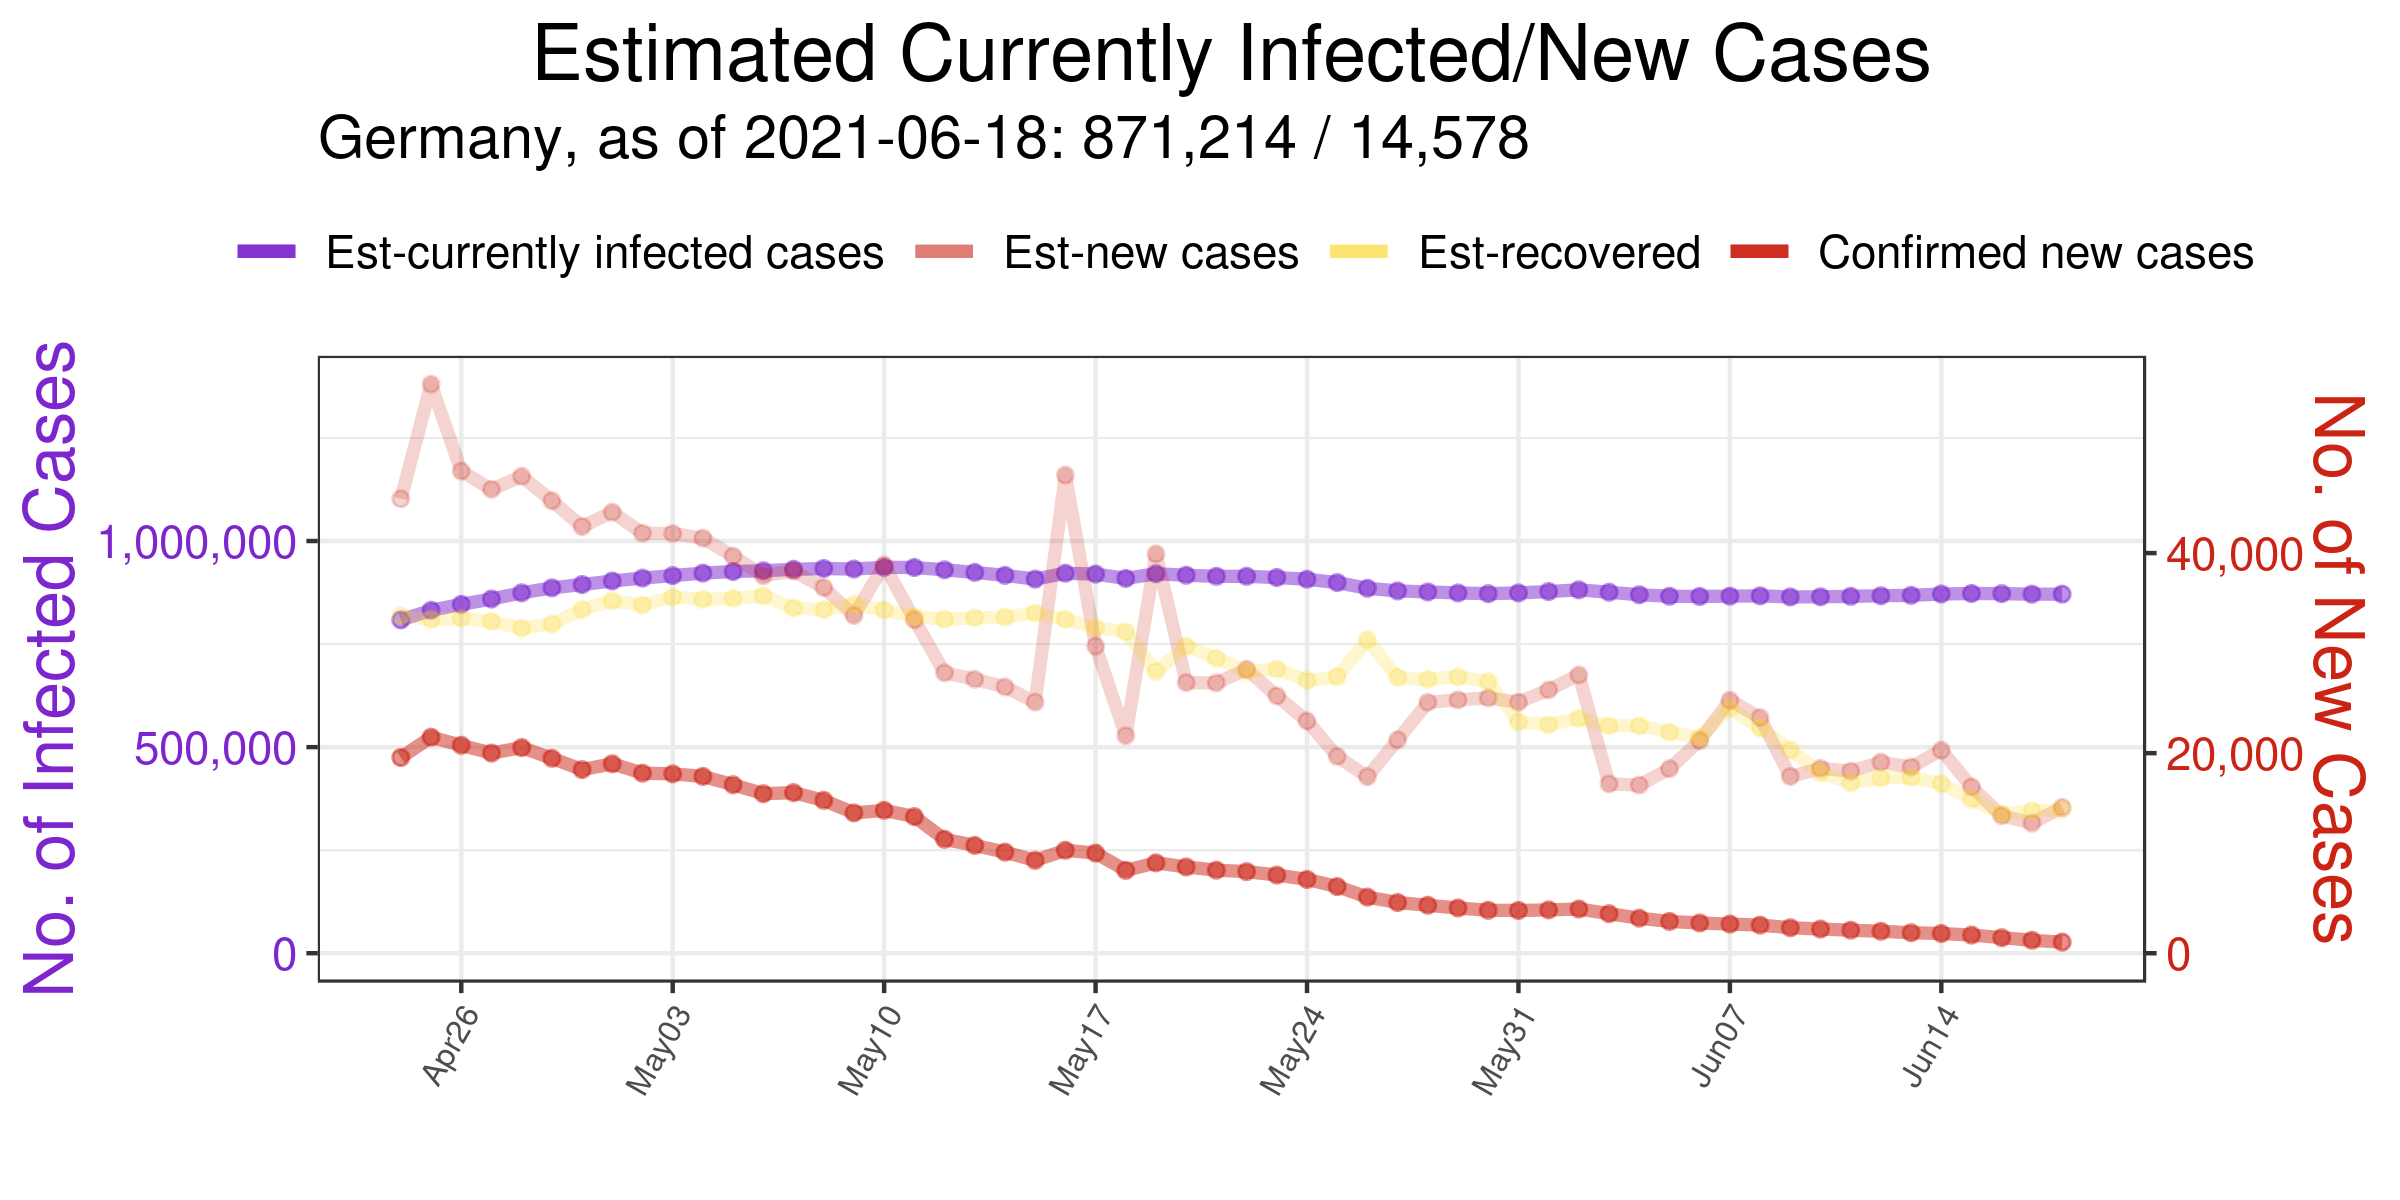 Estimated Currently Infected/New Cases
Germany, as of 2021-06-18: 871,214 / 14,578
Est-currently infected cases Est-new cases Est-recovered Confirmed new cases
No. of Infected Cases
1,000,000
500,000
0
40,000
20,000
0
No. of New Cases
Apr26 May03 May10 May17 May24 May31 Jun07 Jun14